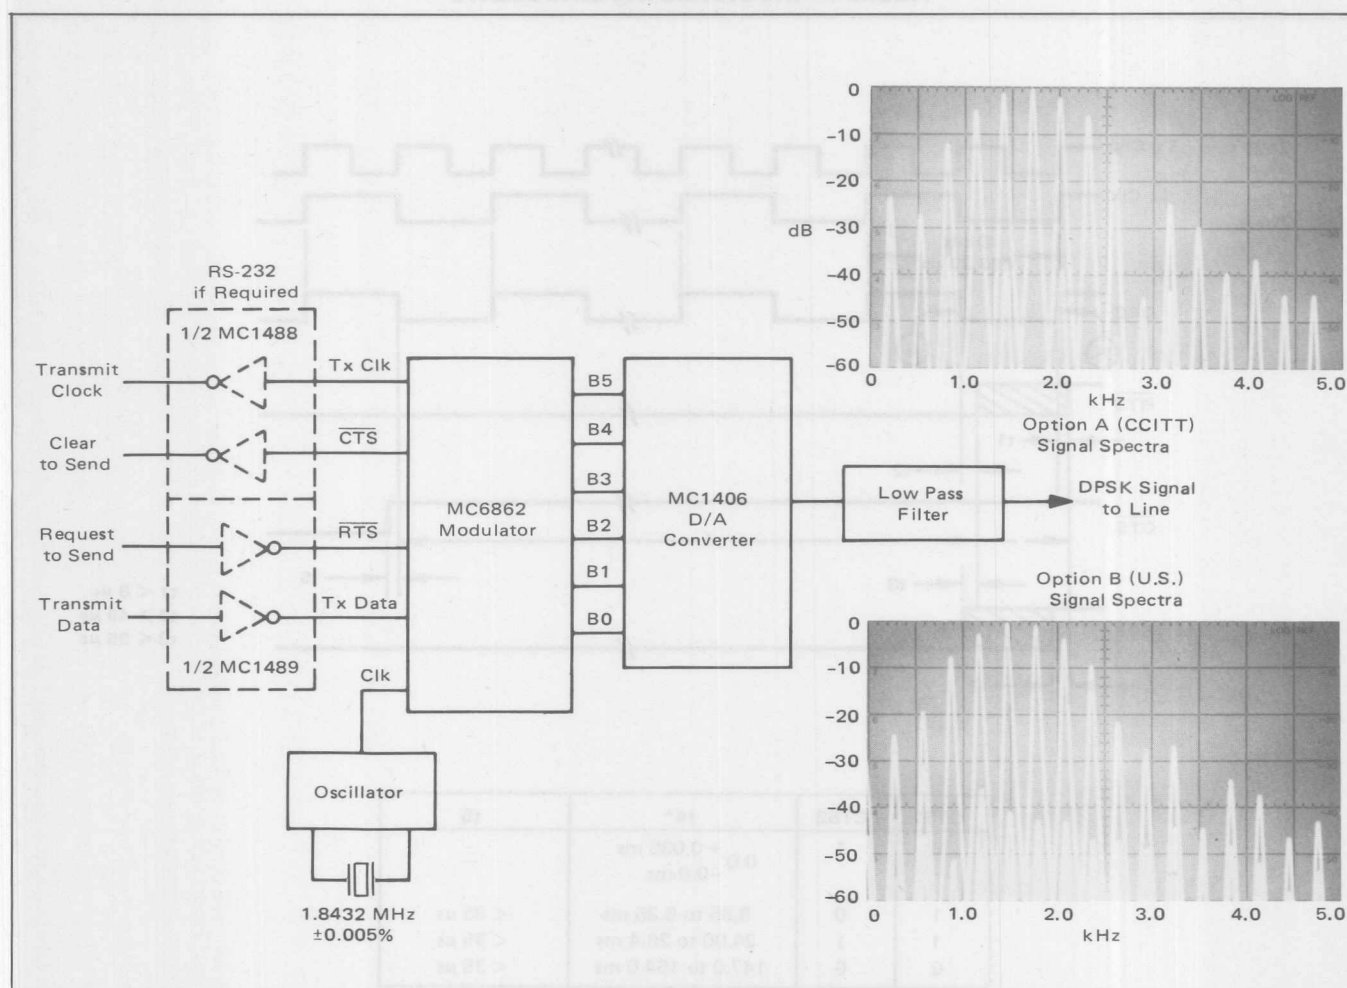 RS-232
if Required
1/2 MC1488
Transmit
Clock
Tx Clk
Clear
to Send
C̅T̅S̅
Request
to Send
R̅T̅S̅
Transmit
Data
Tx Data
1/2 MC1489
Clk
MC6862
Modulator
B5
B4
B3
B2
B1
B0
MC1406
D/A
Converter
Low Pass
Filter
DPSK Signal
to Line
Oscillator
1.8432 MHz
±0.005%
0
-10
-20
dB -30
-40
-50
-60
0 1.0 2.0 3.0 4.0 5.0
kHz
Option A (CCITT)
Signal Spectra
Option B (U.S.)
Signal Spectra
0
-10
-20
-30
-40
-50
-60
0 1.0 2.0 3.0 4.0 5.0
kHz